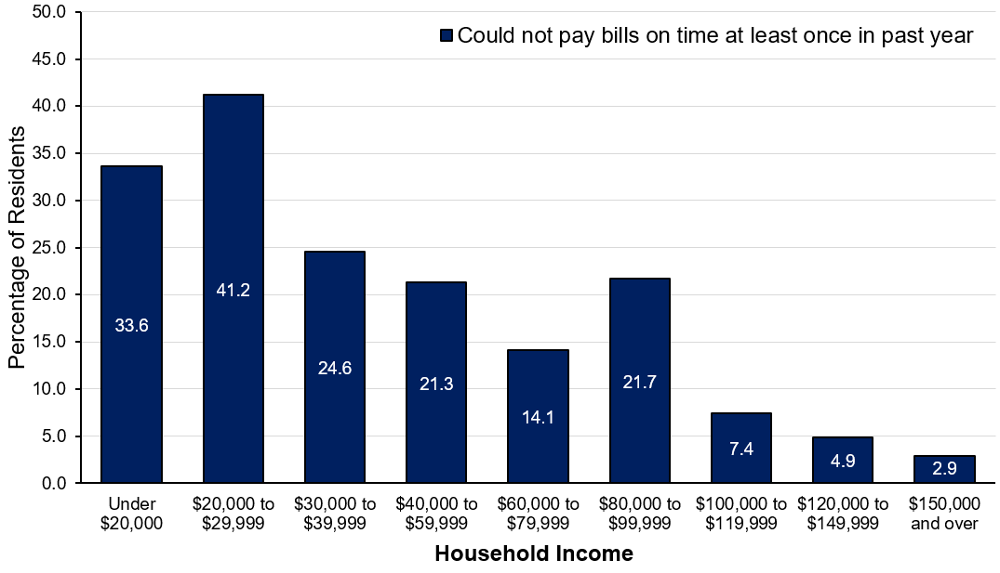 Could not pay bills on time at least once in past year
Percentage of Residents
50.0
45.0
40.0
35.0
30.0
25.0
20.0
15.0
10.0
5.0
0.0
33.6
41.2
24.6
21.3
14.1
21.7
7.4
4.9
2.9
Under
$20,000
$20,000 to
$29,999
$30,000 to
$39,999
$40,000 to
$59,999
$60,000 to
$79,999
$80,000 to
$99,999
$100,000 to
$119,999
$120,000 to
$149,999
$150,000
and over
Household Income